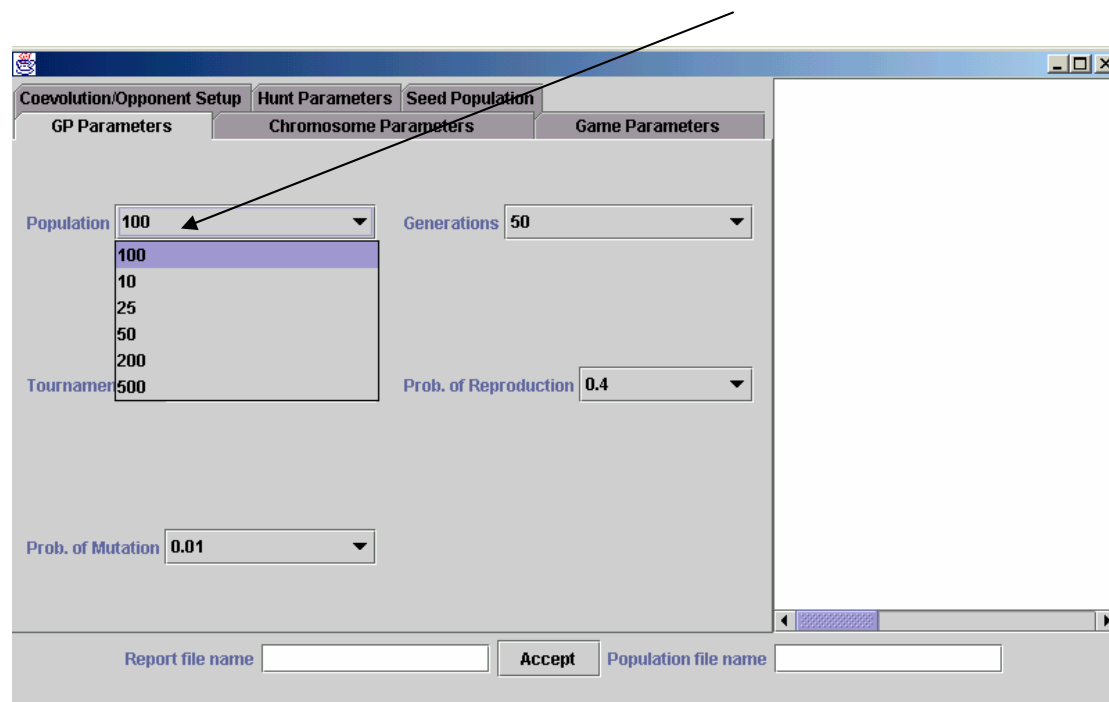 Coevolution/Opponent Setup Hunt Parameters Seed Population
GP Parameters Chromosome Parameters Game Parameters
Population 100 Generations 50
100
10
25
50
200
500
Prob. of Reproduction 0.4
Prob. of Mutation 0.01
Report file name Accept Population file name